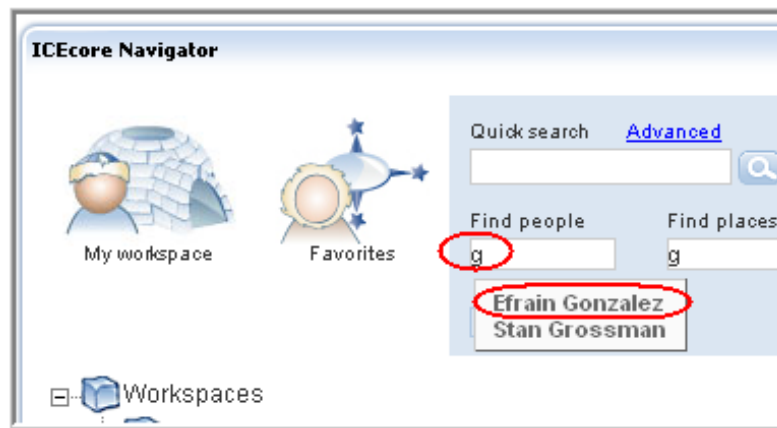 ICEcore Navigator
Quick search Advanced
Find people Find places
g g
Efrain Gonzalez
Stan Grossman
My workspace Favorites
Workspaces